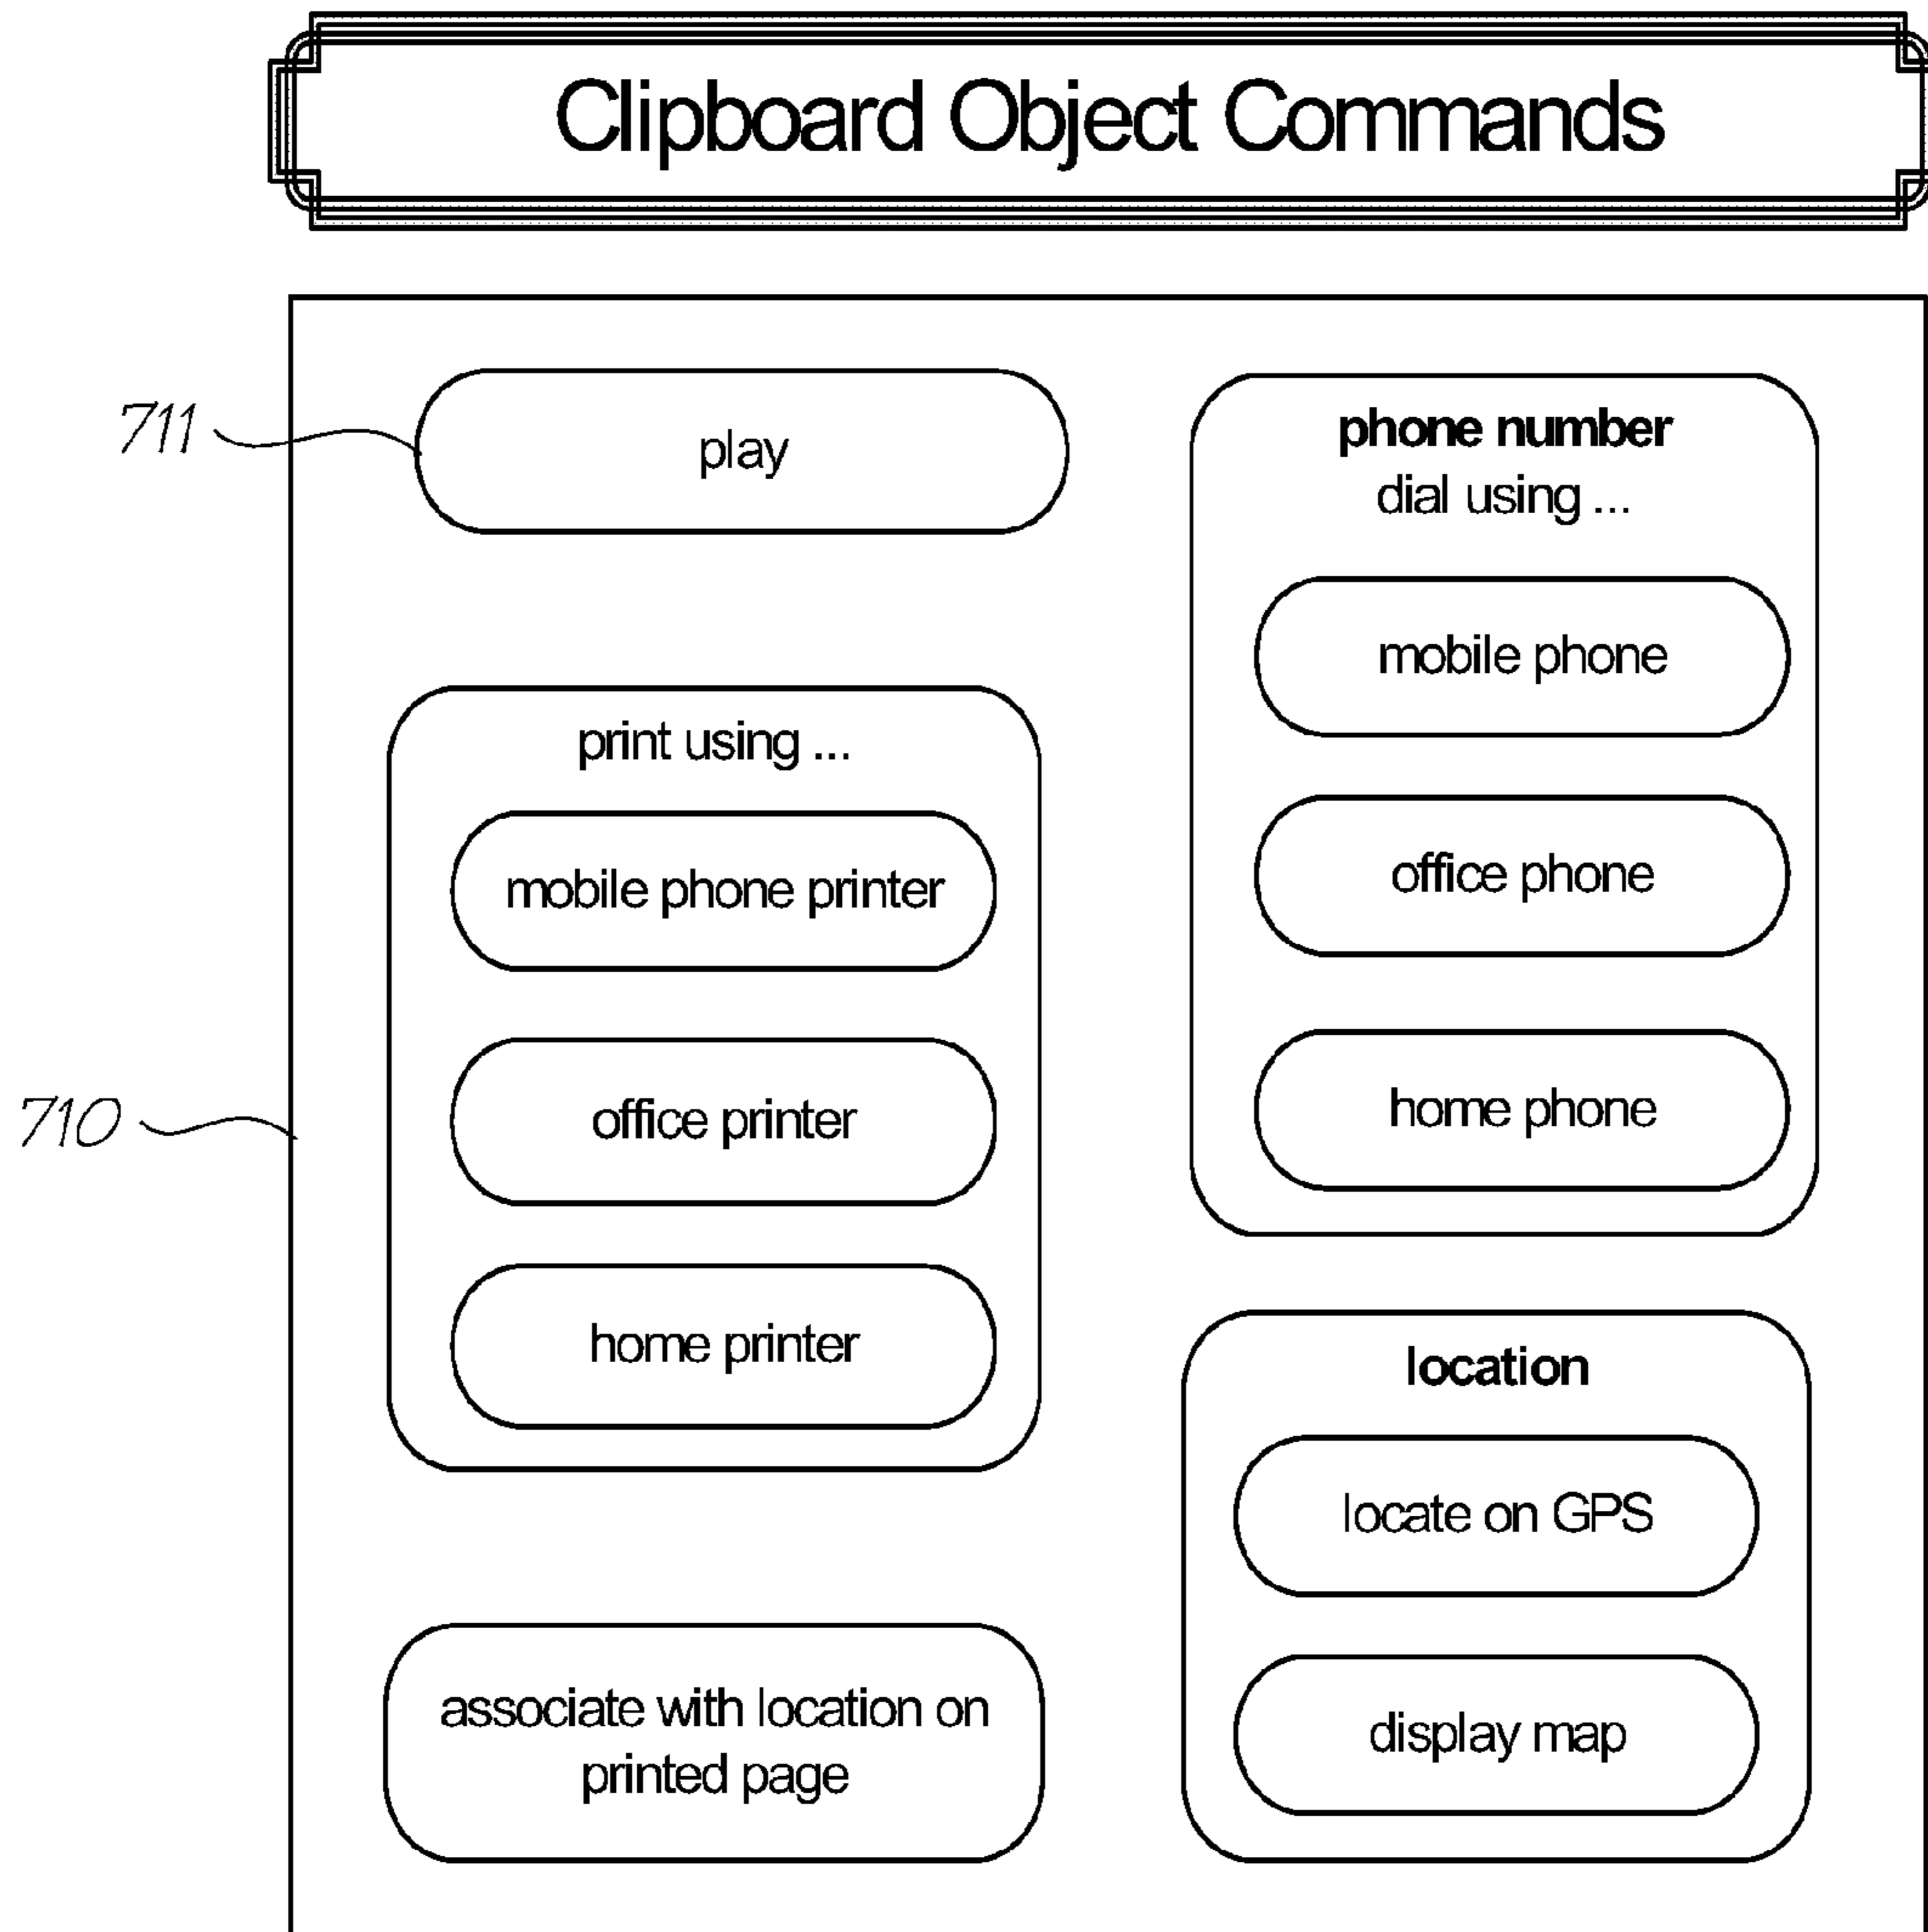 Clipboard Object Commands
711
play
print using ...
mobile phone printer
office printer
home printer
710
associate with location on
printed page
phone number
dial using ...
mobile phone
office phone
home phone
location
locate on GPS
display map